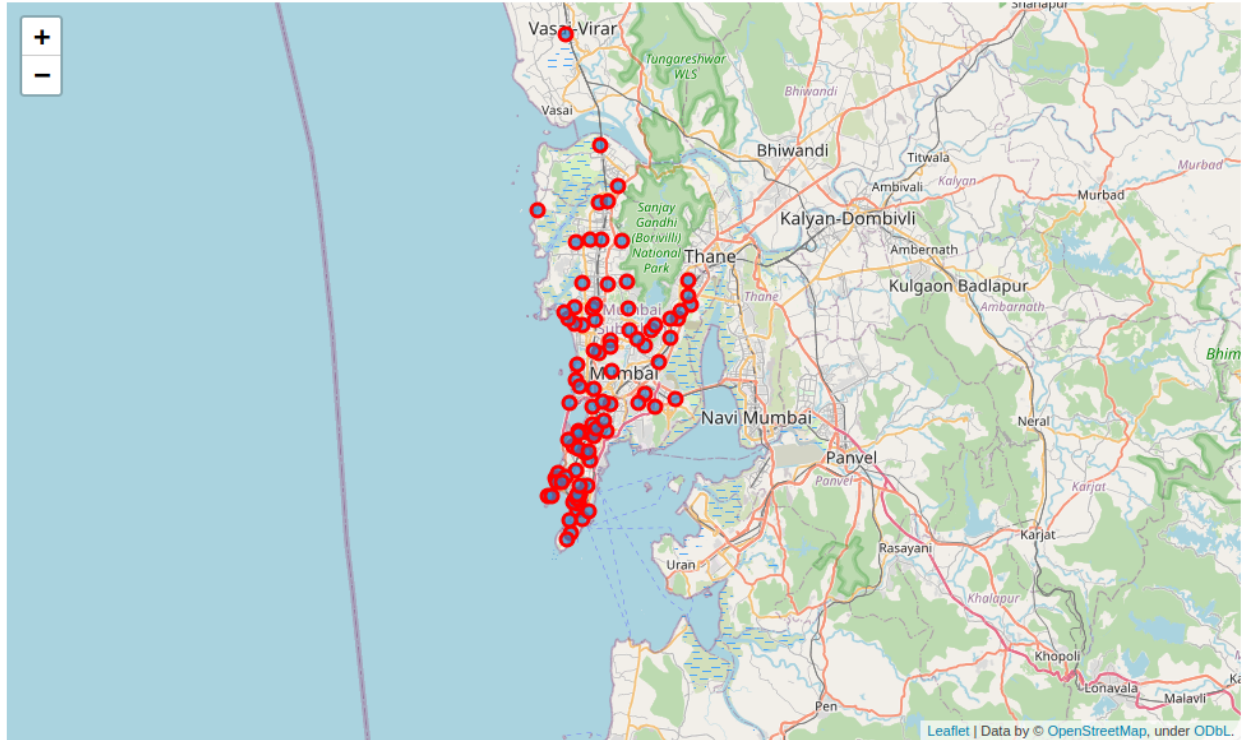 +
−
Shahapur
Vasai-Virar
Tungareshwar
WLS
Bhiwandi
Vasai
Bhiwandi
Titwala
Murbad
Kalyan
Ambivali
Murbad
Sanjay
Gandhi
(Borivili)
National
Park
Kalyan-Dombivli
Ambernath
Thane
Kulgaon Badlapur
Thane
Ambarnath
Mumbai
Mumbai
Navi Mumbai
Neral
Panvel
Panvel
Karjat
Karjat
Rasayani
Uran
Khalapur
Khopoli
Lonavala
Malavli
Pen
Leaflet | Data by © OpenStreetMap, under ODbL.